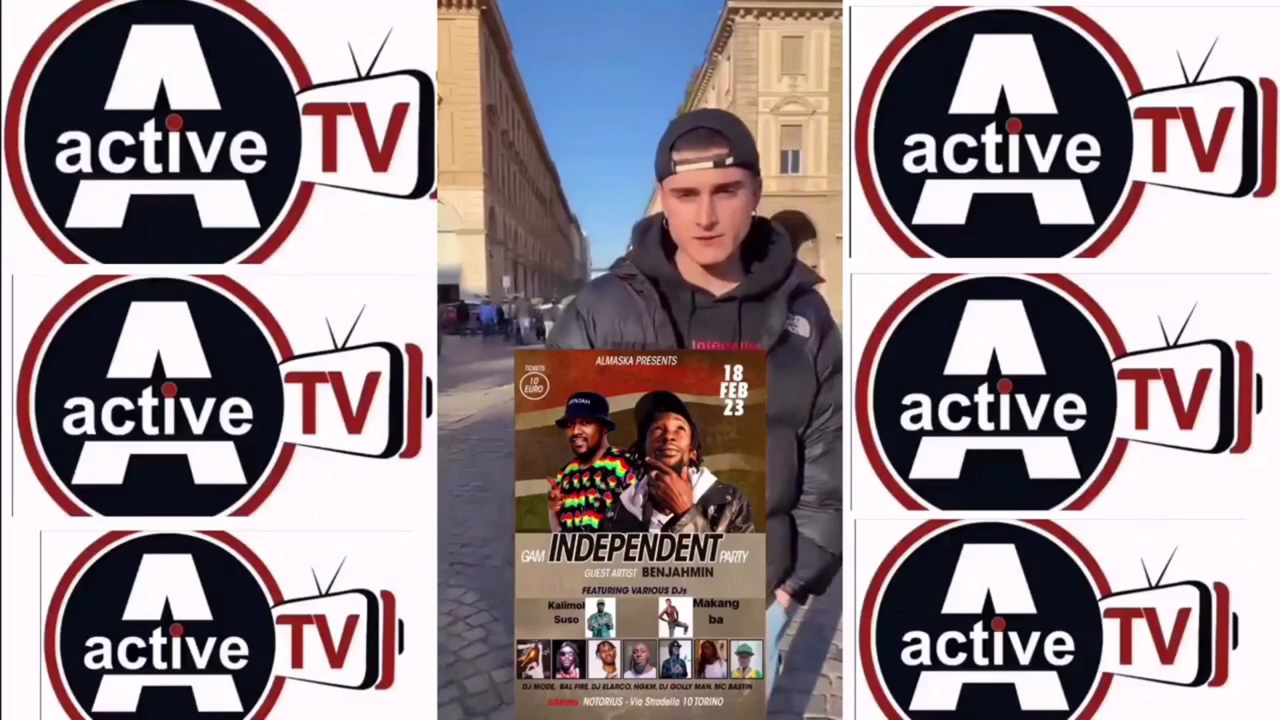 active
TV
active
TV
active
TV
active
TV
active
TV
active
TV
ALMASKA PRESENTS
TICKETS
10
EURO
18
FEB
23
GAM INDEPENDENT PARTY
GUEST ARTIST BENJAHMIN
FEATURING VARIOUS DJs
Kalimol
Suso
Makang
ba
DJ MODE, BAL FIRE, DJ ELARCO, NGKM, DJ GOLLY MAN, MC BASTIN
address NOTORIUS - Via Stradella 10 TORINO